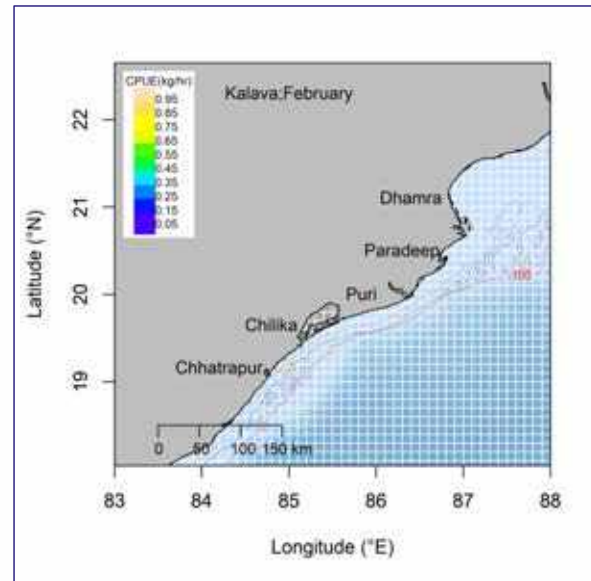 CPUE(kg/hr)
0.95
0.85
0.75
0.65
0.55
0.45
0.35
0.25
0.15
0.05
Kalava;February
Dhamra
Paradeep
Puri
Chilika
Chhatrapur
100
0 50 100 150 km
22
21
20
19
Latitude (°N)
83 84 85 86 87 88
Longitude (°E)